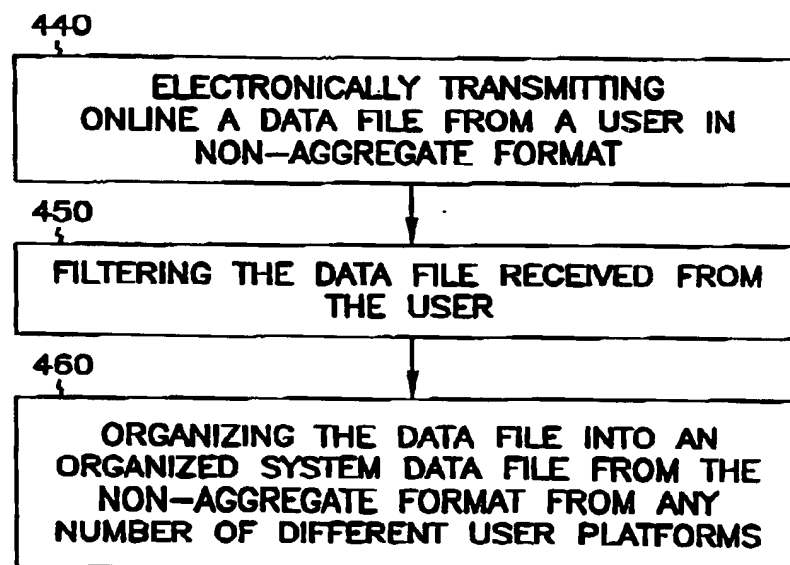 440
ELECTRONICALLY TRANSMITTING
ONLINE A DATA FILE FROM A USER IN
NON-AGGREGATE FORMAT
450
FILTERING THE DATA FILE RECEIVED FROM
THE USER
460
ORGANIZING THE DATA FILE INTO AN
ORGANIZED SYSTEM DATA FILE FROM THE
NON-AGGREGATE FORMAT FROM ANY
NUMBER OF DIFFERENT USER PLATFORMS